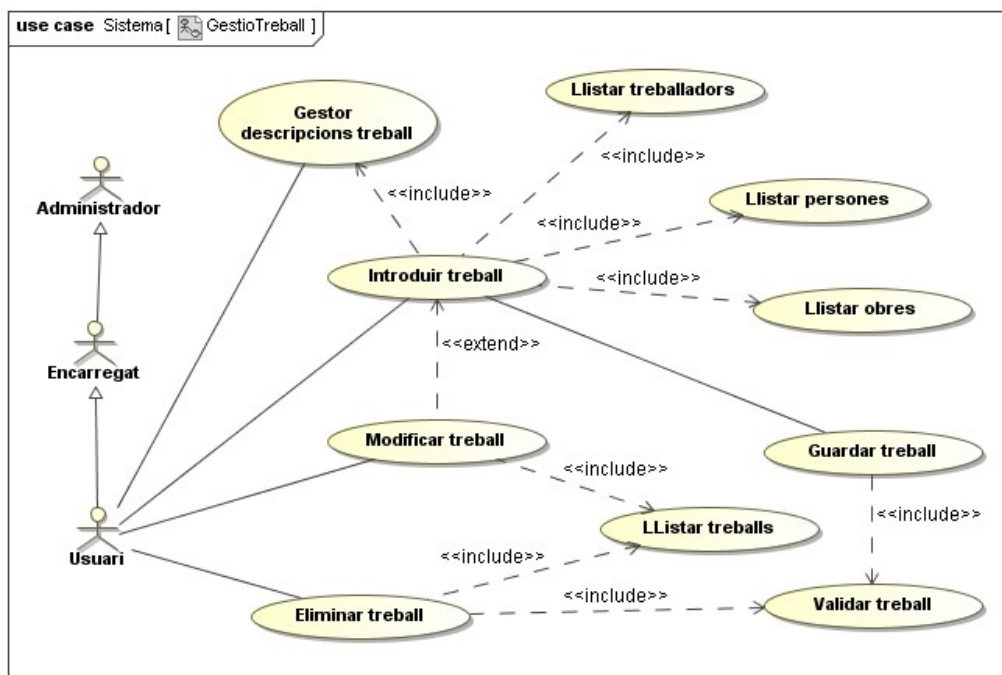 use case Sistema [ GestioTreball ]
Llistar treballadors
Gestor
descripcions treball
<<include>>
<<include>>
Administrador
Llistar persones
<<include>>
Introduir treball
<<include>>
Llistar obres
<<extend>>
Encarregat
Modificar treball
Guardar treball
<<include>>
<<include>>
LListar treballs
Usuari
<<include>>
<<include>>
Eliminar treball
Validar treball